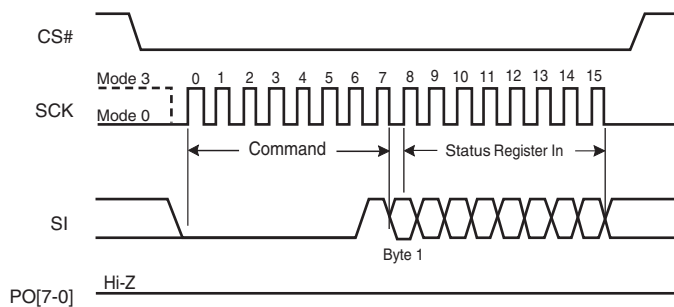 CS#
Mode 3
0 1 2 3 4 5 6 7 8 9 10 11 12 13 14 15
SCK
Mode 0
Command
Status Register In
SI
Byte 1
Hi-Z
PO[7-0]